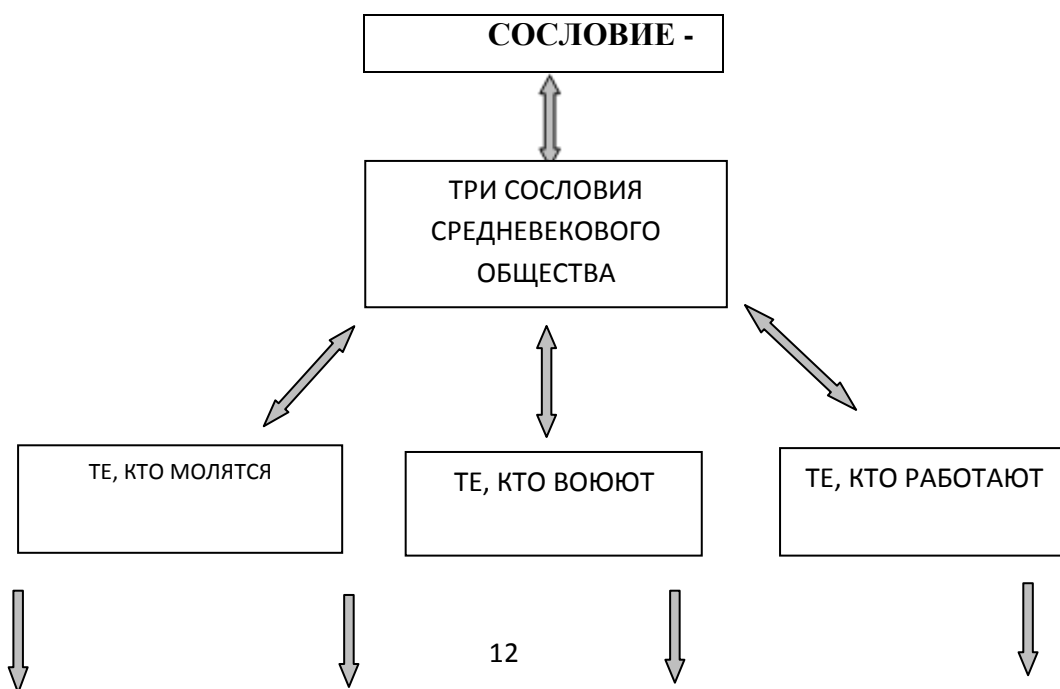 СОСЛОВИЕ -
ТРИ СОСЛОВИЯ
СРЕДНЕВЕКОВОГО
ОБЩЕСТВА
ТЕ, КТО МОЛЯТСЯ
ТЕ, КТО ВОЮЮТ
ТЕ, КТО РАБОТАЮТ
12